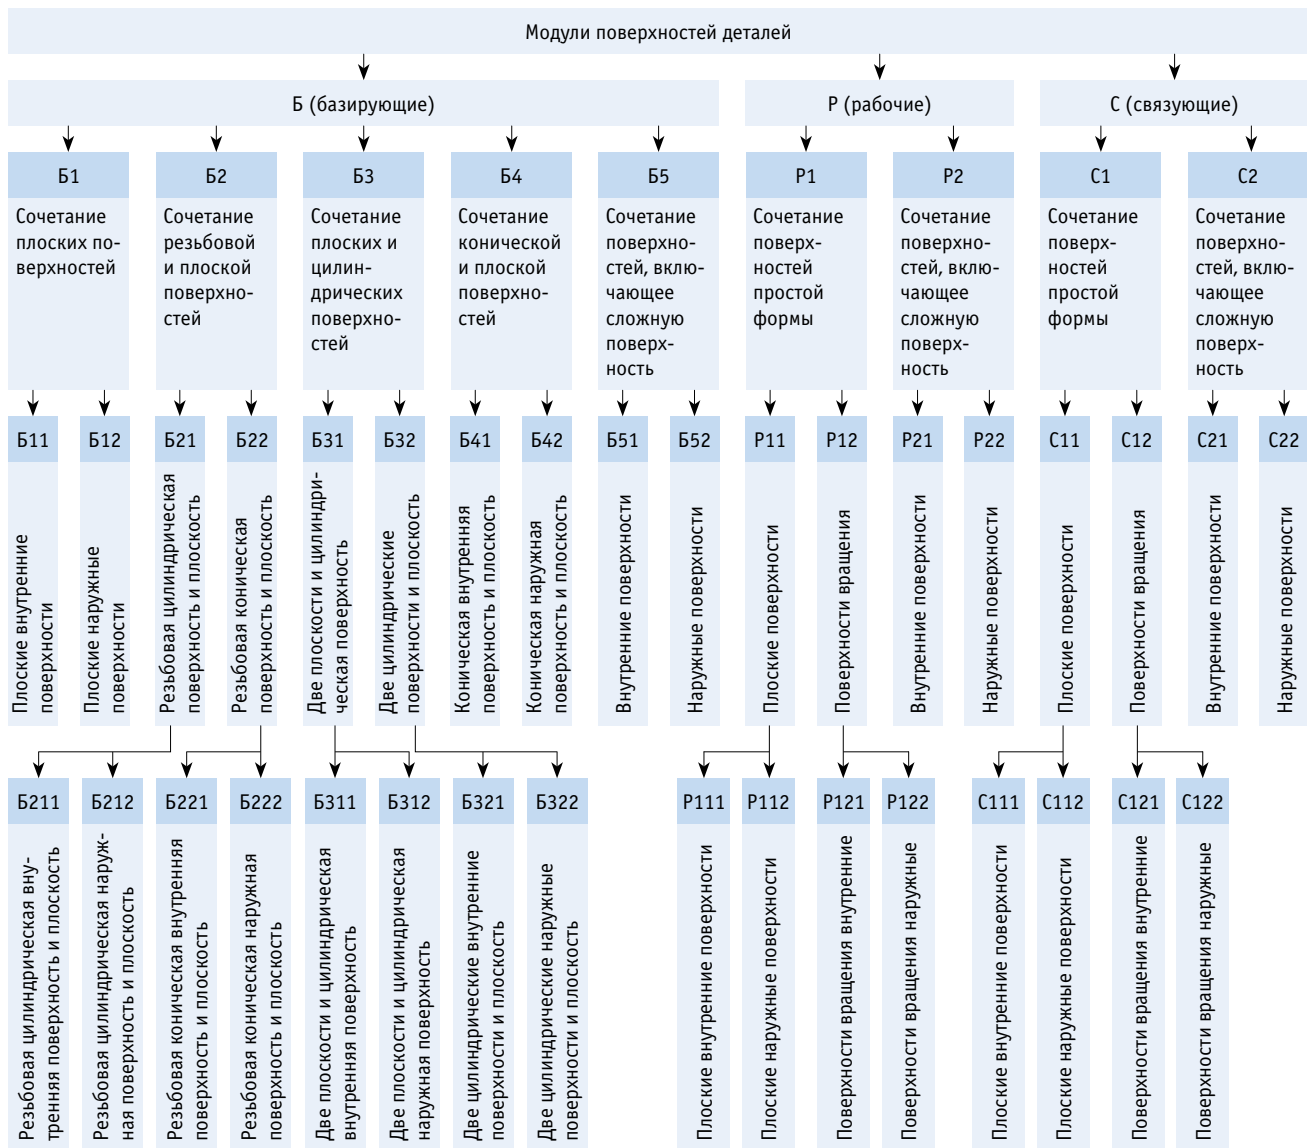 Модули поверхностей деталей
Б (базирующие)
Р (рабочие)
С (связующие)
Б1
Сочетание
плоских по-
верхностей
Б2
Сочетание
резьбовой
и плоской
поверхно-
стей
Б3
Сочетание
плоских и
цилин-
дрических
поверхно-
стей
Б4
Сочетание
конической
и плоской
поверхно-
стей
Б5
Сочетание
поверхно-
стей, вклю-
чающее
сложную
поверх-
ность
Р1
Сочетание
поверх-
ностей
простой
формы
Р2
Сочетание
поверхно-
стей, вклю-
чающее
сложную
поверх-
ность
С1
Сочетание
поверх-
ностей
простой
формы
С2
Сочетание
поверхно-
стей, вклю-
чающее
сложную
поверх-
ность
Б11
Плоские внутренние
поверхности
Б12
Плоские наружные
поверхности
Б21
Резьбовая цилиндрическая
поверхность и плоскость
Б22
Резьбовая коническая
поверхность и плоскость
Б31
Две плоскости и цилиндри-
ческая поверхность
Б32
Две цилиндрические
поверхности и плоскость
Б41
Коническая внутренняя
поверхность и плоскость
Б42
Коническая наружная
поверхность и плоскость
Б51
Внутренние поверхности
Б52
Наружные поверхности
Р11
Плоские поверхности
Р12
Поверхности вращения
Р21
Внутренние поверхности
Р22
Наружные поверхности
С11
Плоские поверхности
С12
Поверхности вращения
С21
Внутренние поверхности
С22
Наружные поверхности
Б211
Резьбовая цилиндрическая вну-
тренняя поверхность и плоскость
Б212
Резьбовая цилиндрическая наруж-
ная поверхность и плоскость
Б221
Резьбовая коническая внутренняя
поверхность и плоскость
Б222
Резьбовая коническая наружная
поверхность и плоскость
Б311
Две плоскости и цилиндрическая
внутренняя поверхность
Б312
Две плоскости и цилиндрическая
наружная поверхность
Б321
Две цилиндрические внутренние
поверхности и плоскость
Б322
Две цилиндрические наружные
поверхности и плоскость
Р111
Плоские внутренние поверхности
Р112
Плоские наружные поверхности
Р121
Поверхности вращения внутренние
Р122
Поверхности вращения наружные
С111
Плоские внутренние поверхности
С112
Плоские наружные поверхности
С121
Поверхности вращения внутренние
С122
Поверхности вращения наружные